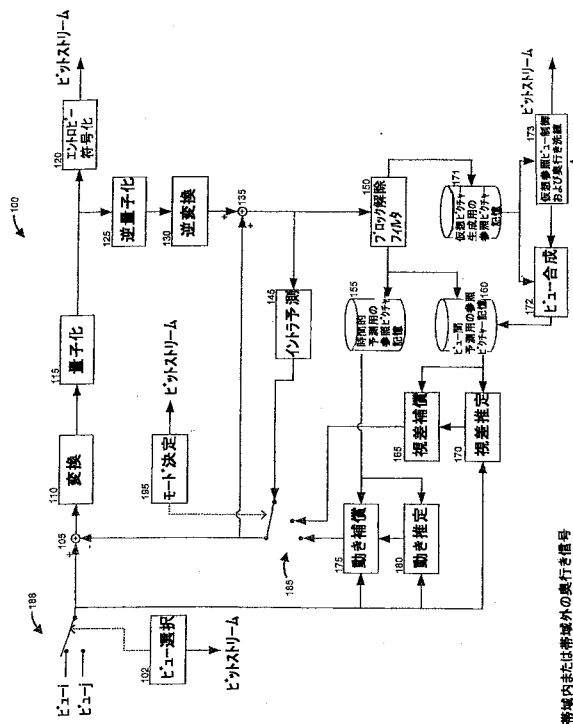 100
188
ビューi
ビューj
102
ビュー選択
ビットストリーム
105
+
-
110
変換
115
量子化
120
エントロピー
符号化
ビットストリーム
125
逆量子化
130
逆変換
+
135
+
145
イントラ予測
195
モード決定
ビットストリーム
185
150
ブロック解除
フィルタ
155
時間的
予測用の
参照ピクチャー
記憶
160
ビュー間
予測用の参照
ピクチャー記憶
171
仮想ピクチャー
生成用の
参照ピクチャー
記憶
165
視差補償
170
視差推定
175
動き補償
180
動き推定
172
ビュー合成
173
仮想参照ビュー制御
および奥行き洗練
ビットストリーム
帯域内または帯域外の奥行き信号